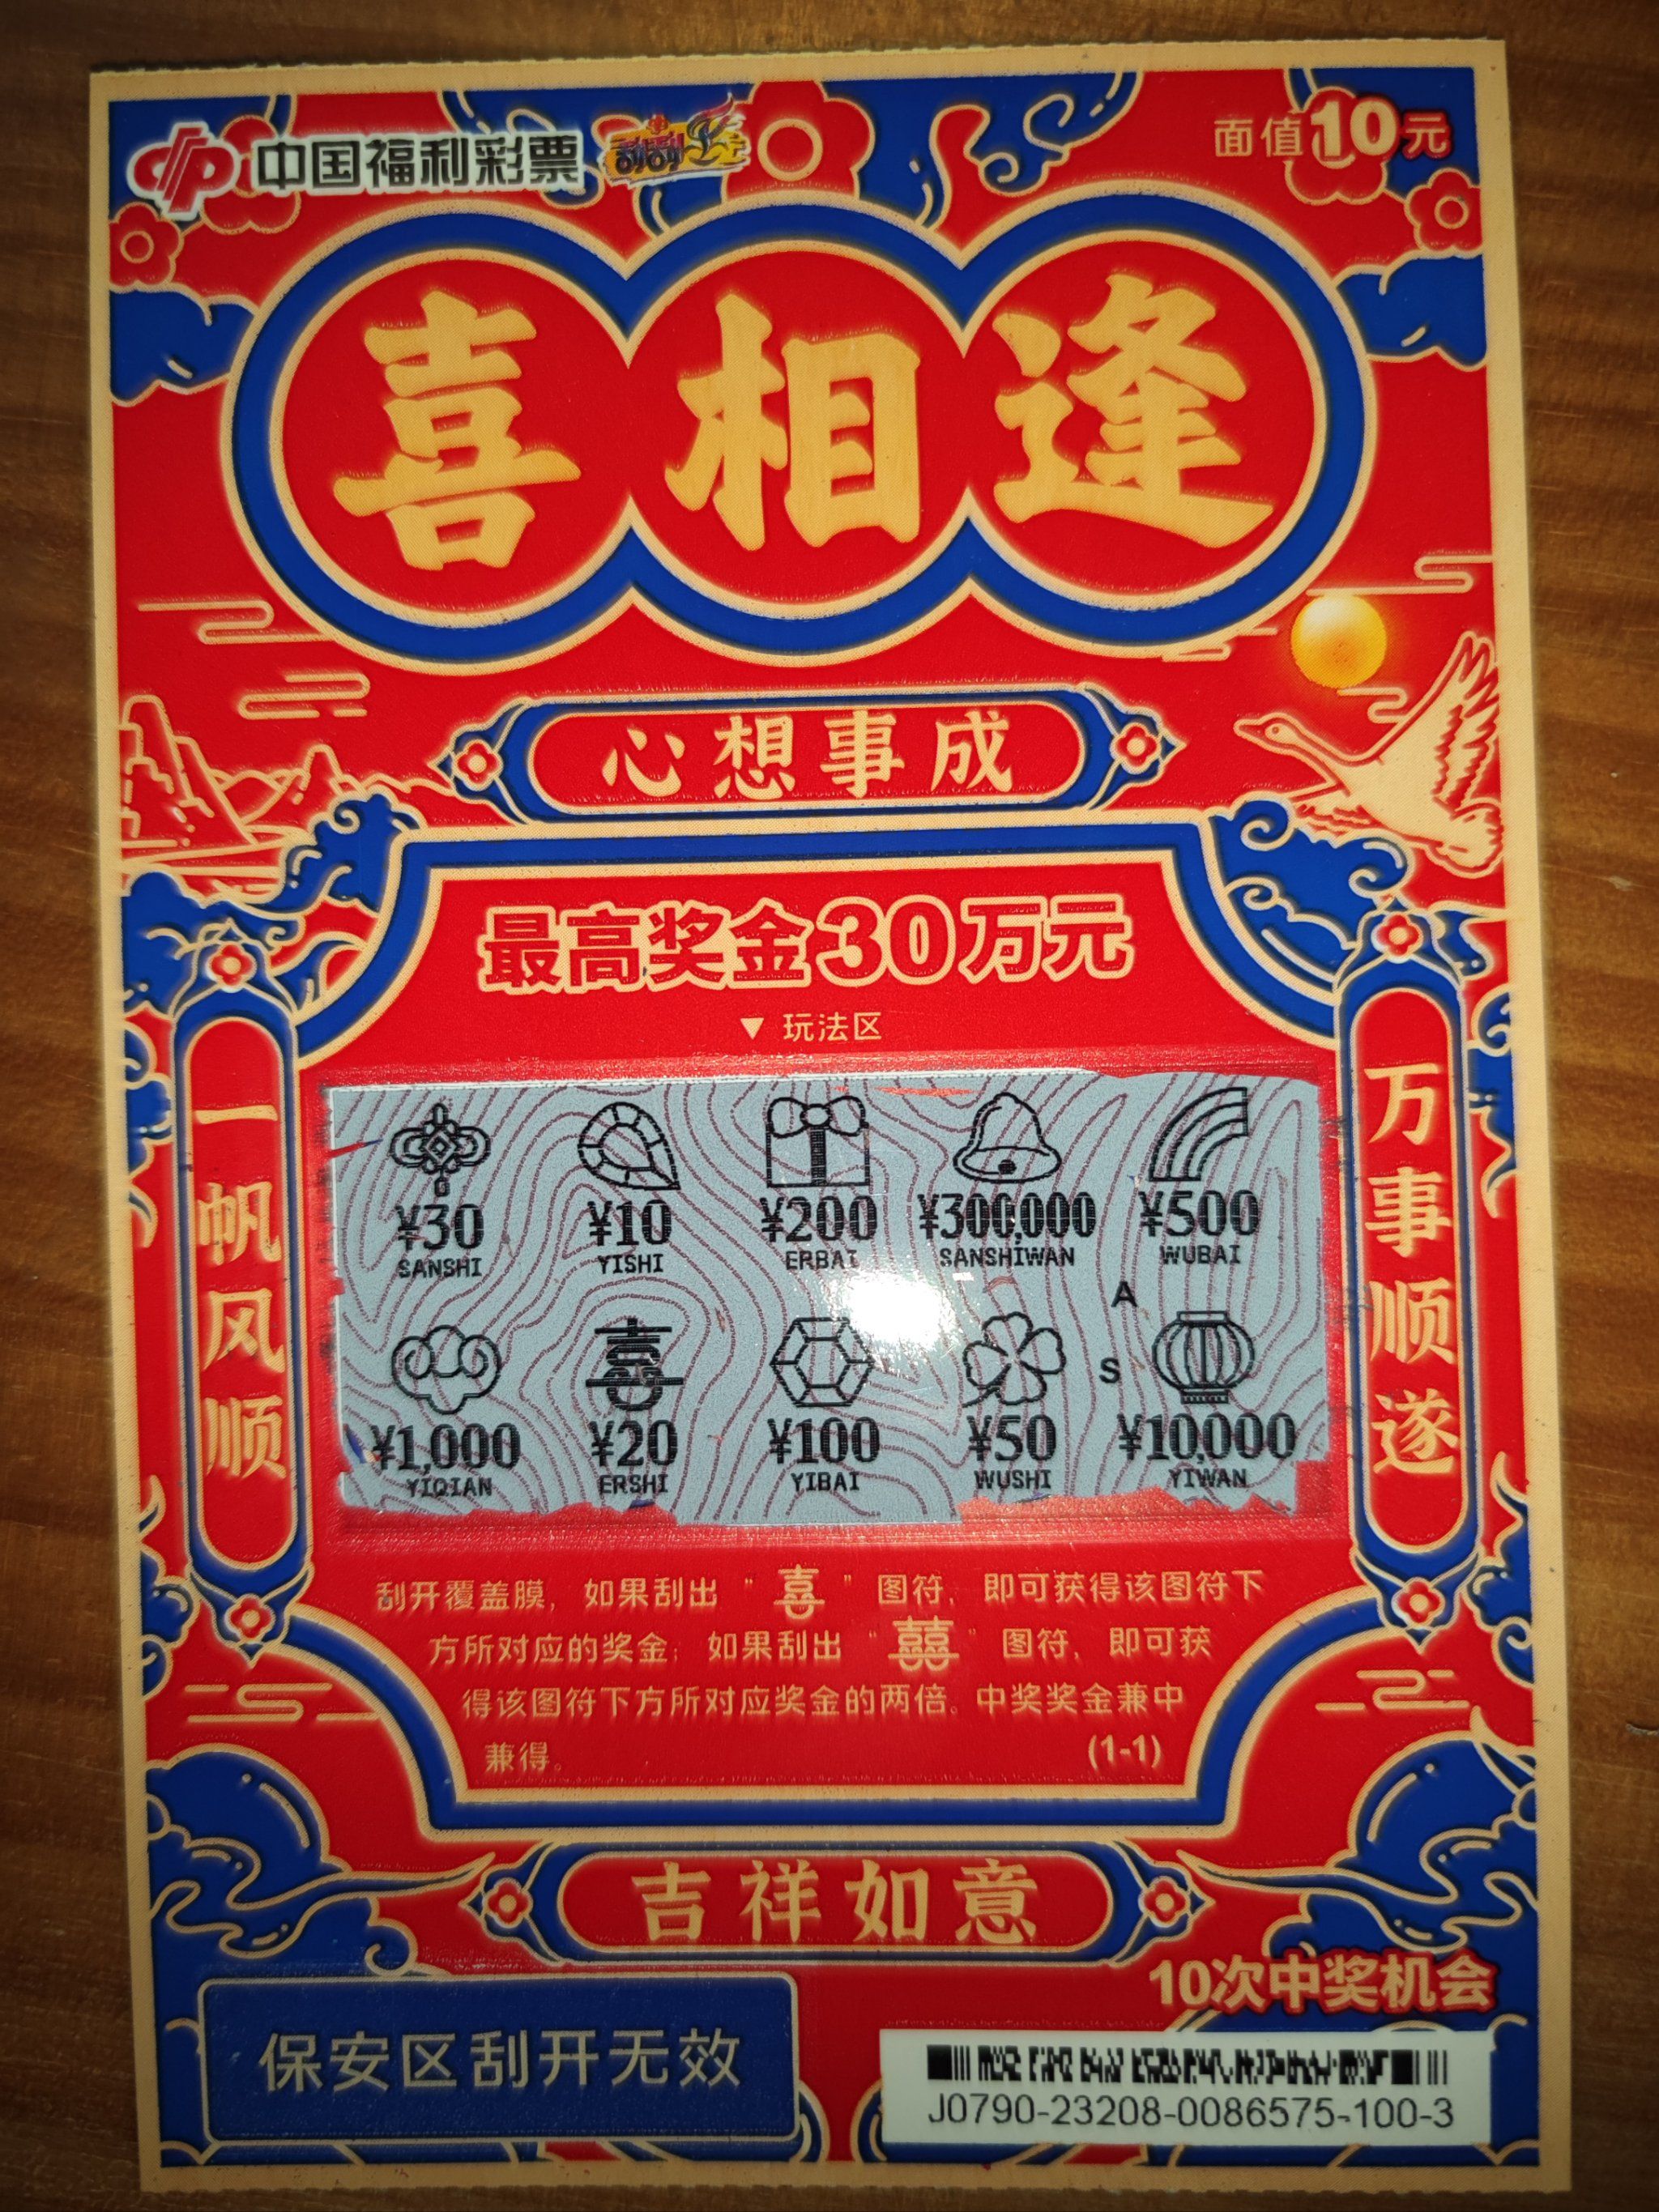 中国福利彩票 刮刮乐
面值10元
喜相逢
心想事成
最高奖金30万元
▼ 玩法区
一帆风顺
万事顺遂
¥30 ¥10 ¥200 ¥300,000 ¥500
SANSHI YISHI ERBAI SANSHIWAN WUBAI
A
喜 S
¥1,000 ¥20 ¥100 ¥50 ¥10,000
YIQIAN ERSHI YIBAI WUSHI YIWAN
刮开覆盖膜，如果刮出“喜”图符，即可获得该图符下
方所对应的奖金；如果刮出“囍”图符，即可获
得该图符下方所对应奖金的两倍。中奖奖金兼中
兼得。 (1-1)
吉祥如意
10次中奖机会
保安区刮开无效
J0790-23208-0086575-100-3